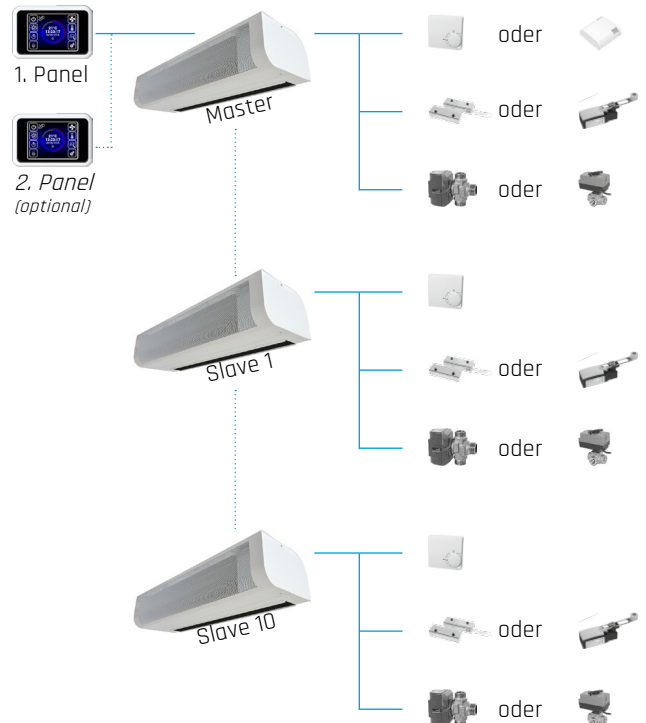 oder
1. Panel
Master
oder
2. Panel
(optional)
oder
Slave 1
oder
oder
Slave 10
oder
oder